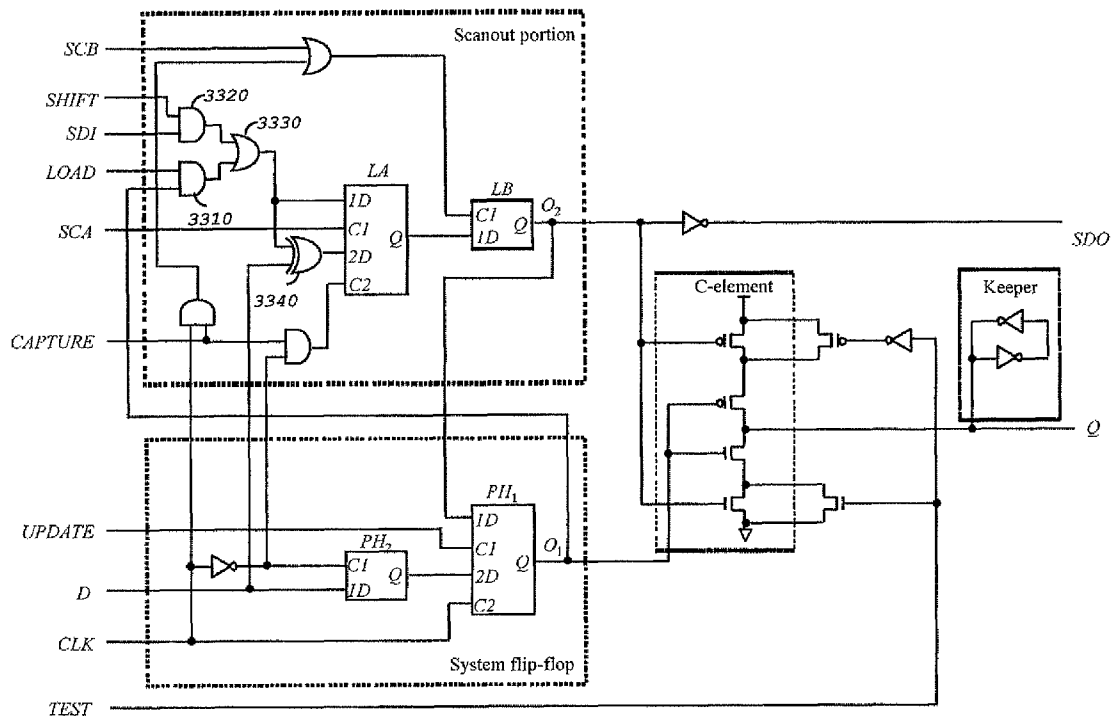 Scanout portion
SCB
SHIFT
3320
SDI
3330
LOAD
LA
LB
O2
1D
C1
Q
C1
1D
Q
3310
SCA
SDO
2D
C2
3340
C-element
Keeper
CAPTURE
Q
PH1
1D
UPDATE
C1
O1
PH2
Q
C1
Q
2D
D
1D
C2
CLK
System flip-flop
TEST